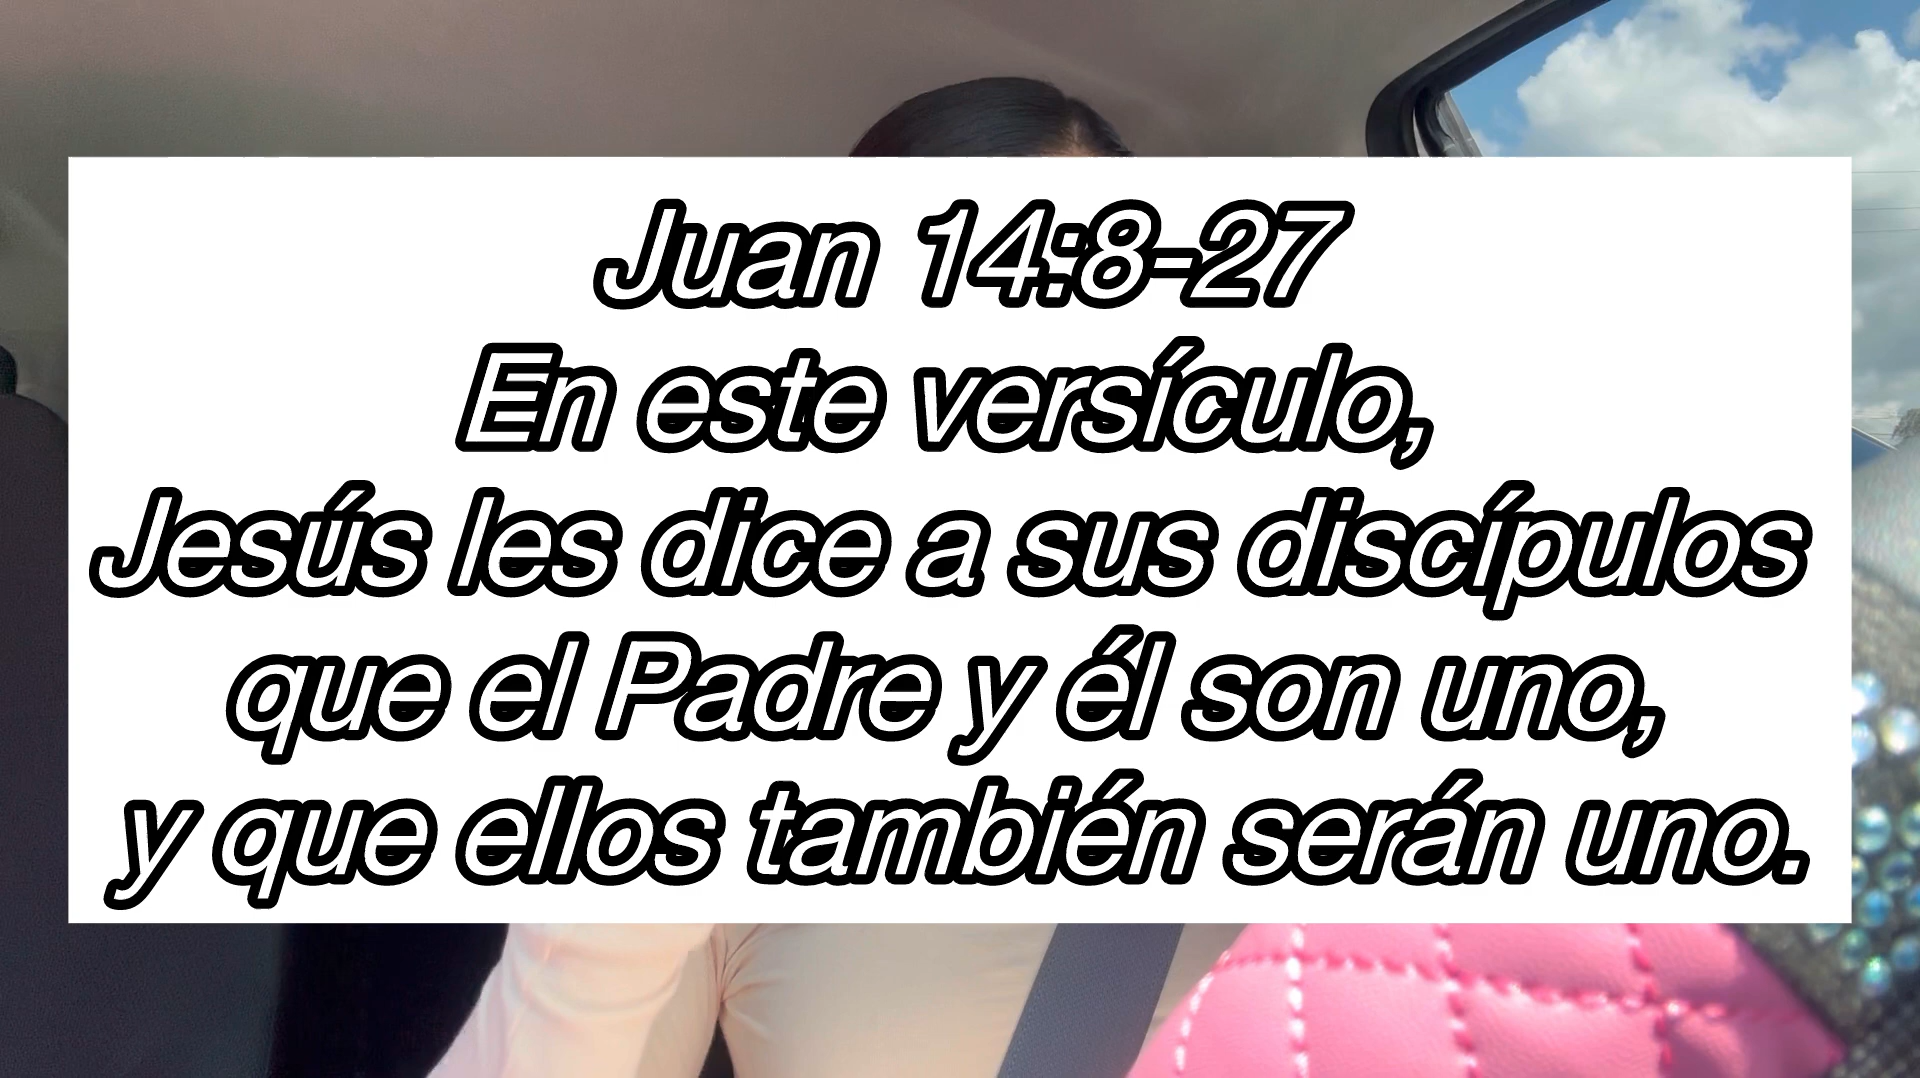 Juan 14:8-27
En este versículo,
Jesús les dice a sus discípulos
que el Padre y él son uno,
y que ellos también serán uno.